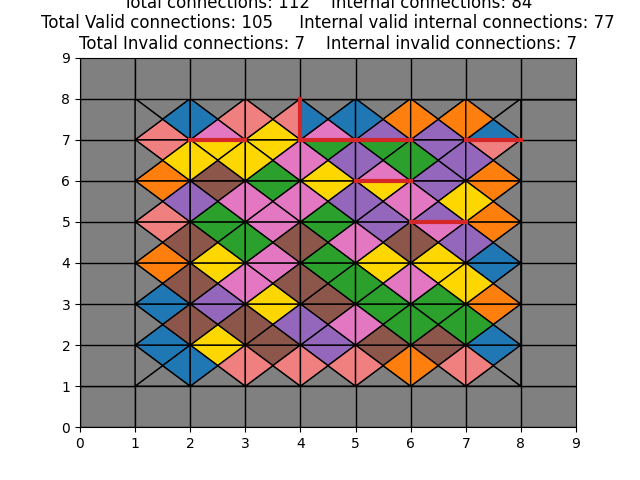 Total connections: 112    Internal connections: 84
Total Valid connections: 105    Internal valid internal connections: 77
Total Invalid connections: 7    Internal invalid connections: 7
9
8
7
6
5
4
3
2
1
0
0 1 2 3 4 5 6 7 8 9